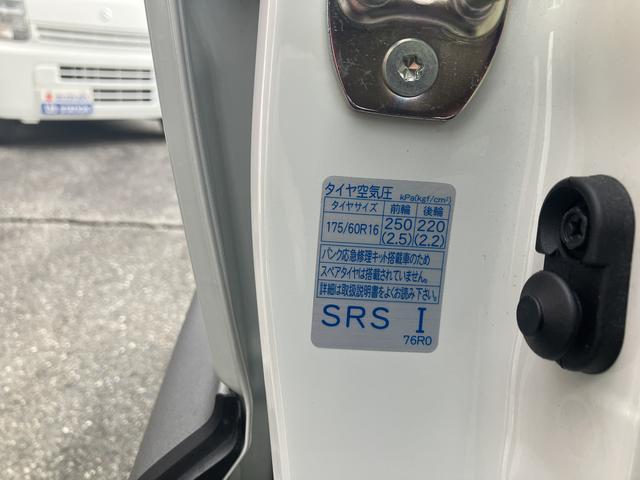 タイヤ空気圧 kPa(kgf/cm²)
タイヤサイズ 前輪 後輪
175/60R16 250 220
(2.5) (2.2)
パンク応急修理キット搭載車のため
スペアタイヤは搭載されていません。
詳細は取扱説明書をよくお読み下さい。
SRS I
76R0